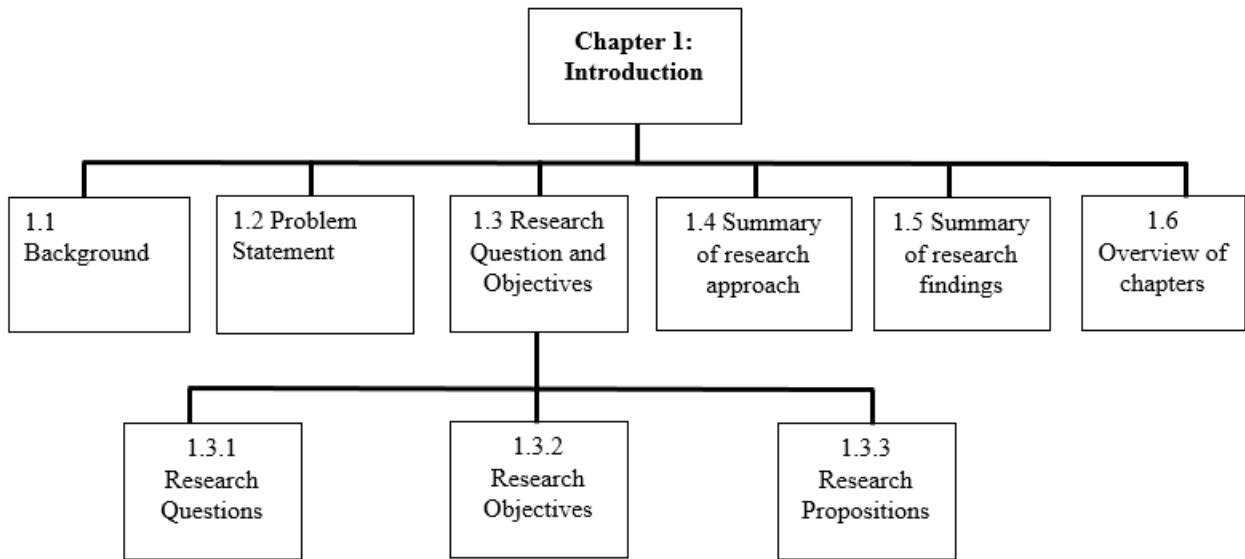 Chapter 1:
Introduction
1.1
Background
1.2 Problem
Statement
1.3 Research
Question and
Objectives
1.4 Summary
of research
approach
1.5 Summary
of research
findings
1.6
Overview of
chapters
1.3.1
Research
Questions
1.3.2
Research
Objectives
1.3.3
Research
Propositions